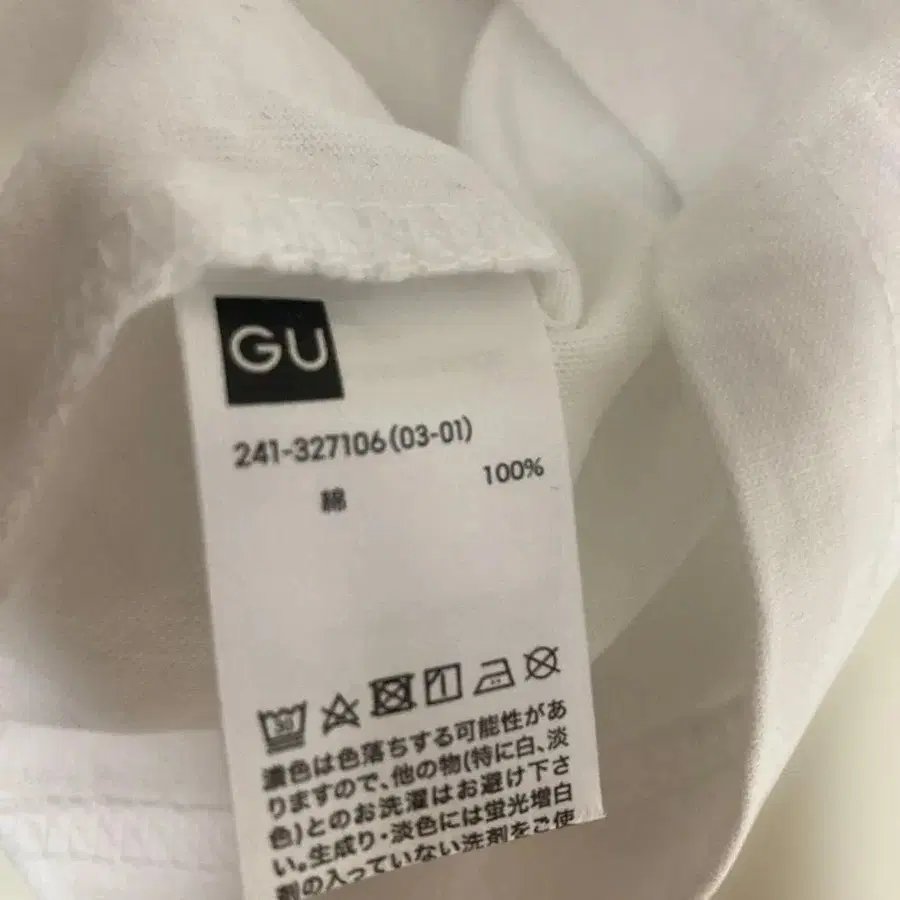 GU
241-327106(03-01)
綿 100%
30
濃色は色落ちする可能性があ
りますので、他の物(特に白、淡
色)とのお洗濯はお避け下さ
い。生成り・淡色には蛍光増白
剤の入っていない洗剤をご使